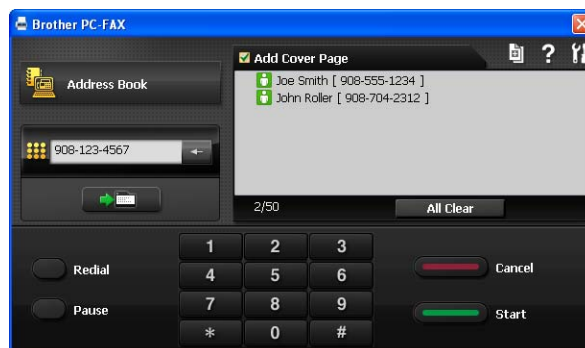 Brother PC-FAX
Address Book
Add Cover Page
?
Joe Smith [ 908-555-1234 ]
John Roller [ 908-704-2312 ]
908-123-4567
2/50
All Clear
1 2 3
Redial
4 5 6
Cancel
Pause
7 8 9
Start
* 0 #